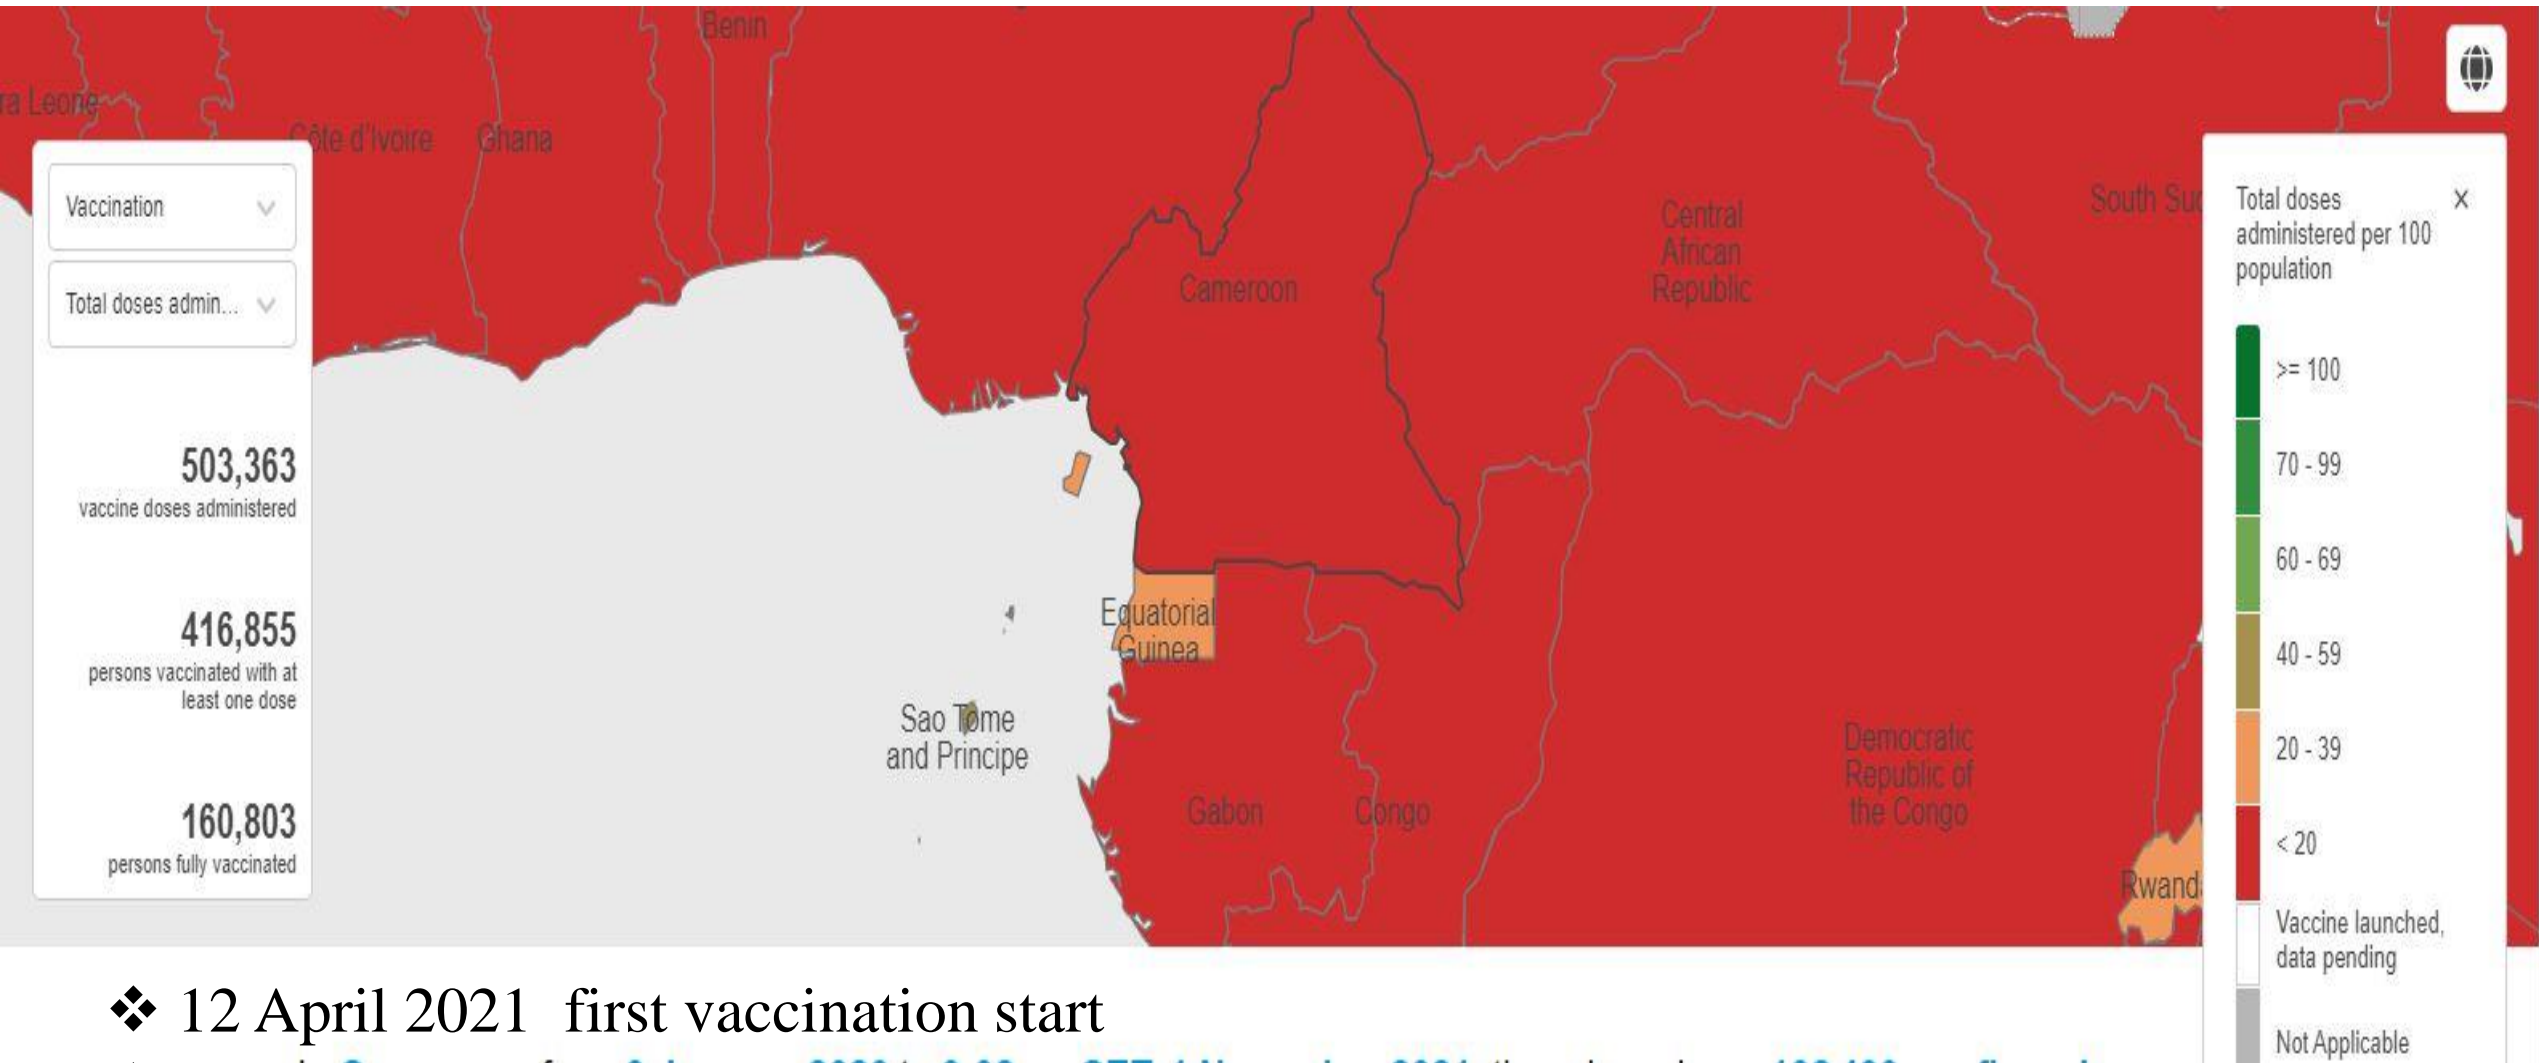 Benin
ra Leone
Côte d'Ivoire
Ghana
Vaccination
Total doses admin...
503,363
vaccine doses administered
416,855
persons vaccinated with at
least one dose
160,803
persons fully vaccinated
Cameroon
Central
African
Republic
South Sud
Equatorial
Guinea
Sao Tome
and Principe
Gabon
Congo
Democratic
Republic of
the Congo
Rwanda
Total doses
administered per 100
population
X
>= 100
70 - 99
60 - 69
40 - 59
20 - 39
< 20
Vaccine launched,
data pending
Not Applicable
❖ 12 April 2021 first vaccination start